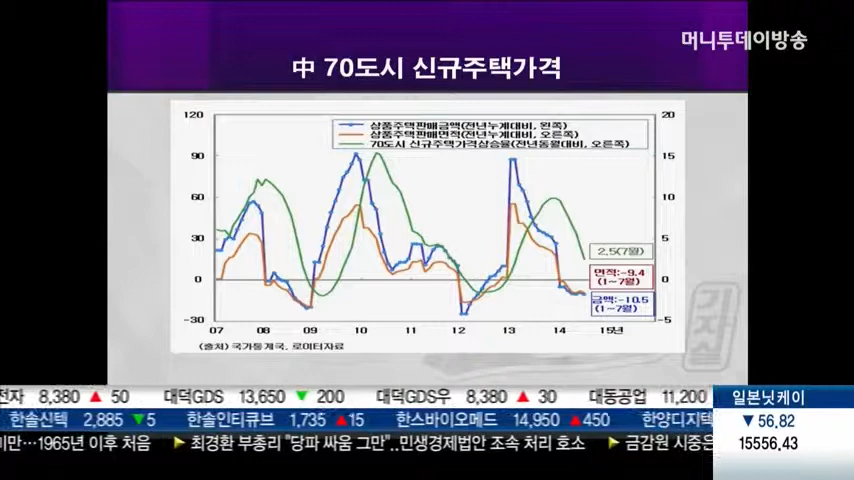 머니투데이방송
中 70도시 신규주택가격
120
90
60
30
0
-30
20
15
10
5
0
-5
상품주택판매금액(전년누계대비, 왼쪽)
상품주택판매면적(전년누계대비, 오른쪽)
70도시 신규주택가격상승률(전년동월대비, 오른쪽)
2.5(7월)
면적:-9.4
(1~7월)
금액:-10.5
(1~7월)
07 08 09 10 11 12 13 14 15년
(출처) 국가통계국, 로이터자료
기자실
전자 8,380 ▲ 50 대덕GDS 13,650 ▼ 200 대덕GDS우 8,380 ▲ 30 대동공업 11,200
한솔신텍 2,885 ▼5 한솔인티큐브 1,735 ▲15 한스바이오메드 14,950 ▲450 한양디지텍
미만…1965년 이후 처음 ▶ 최경환 부총리 "당파 싸움 그만"..민생경제법안 조속 처리 호소 ▶ 금감원 시중은
일본닛케이
▼56.82
15556.43